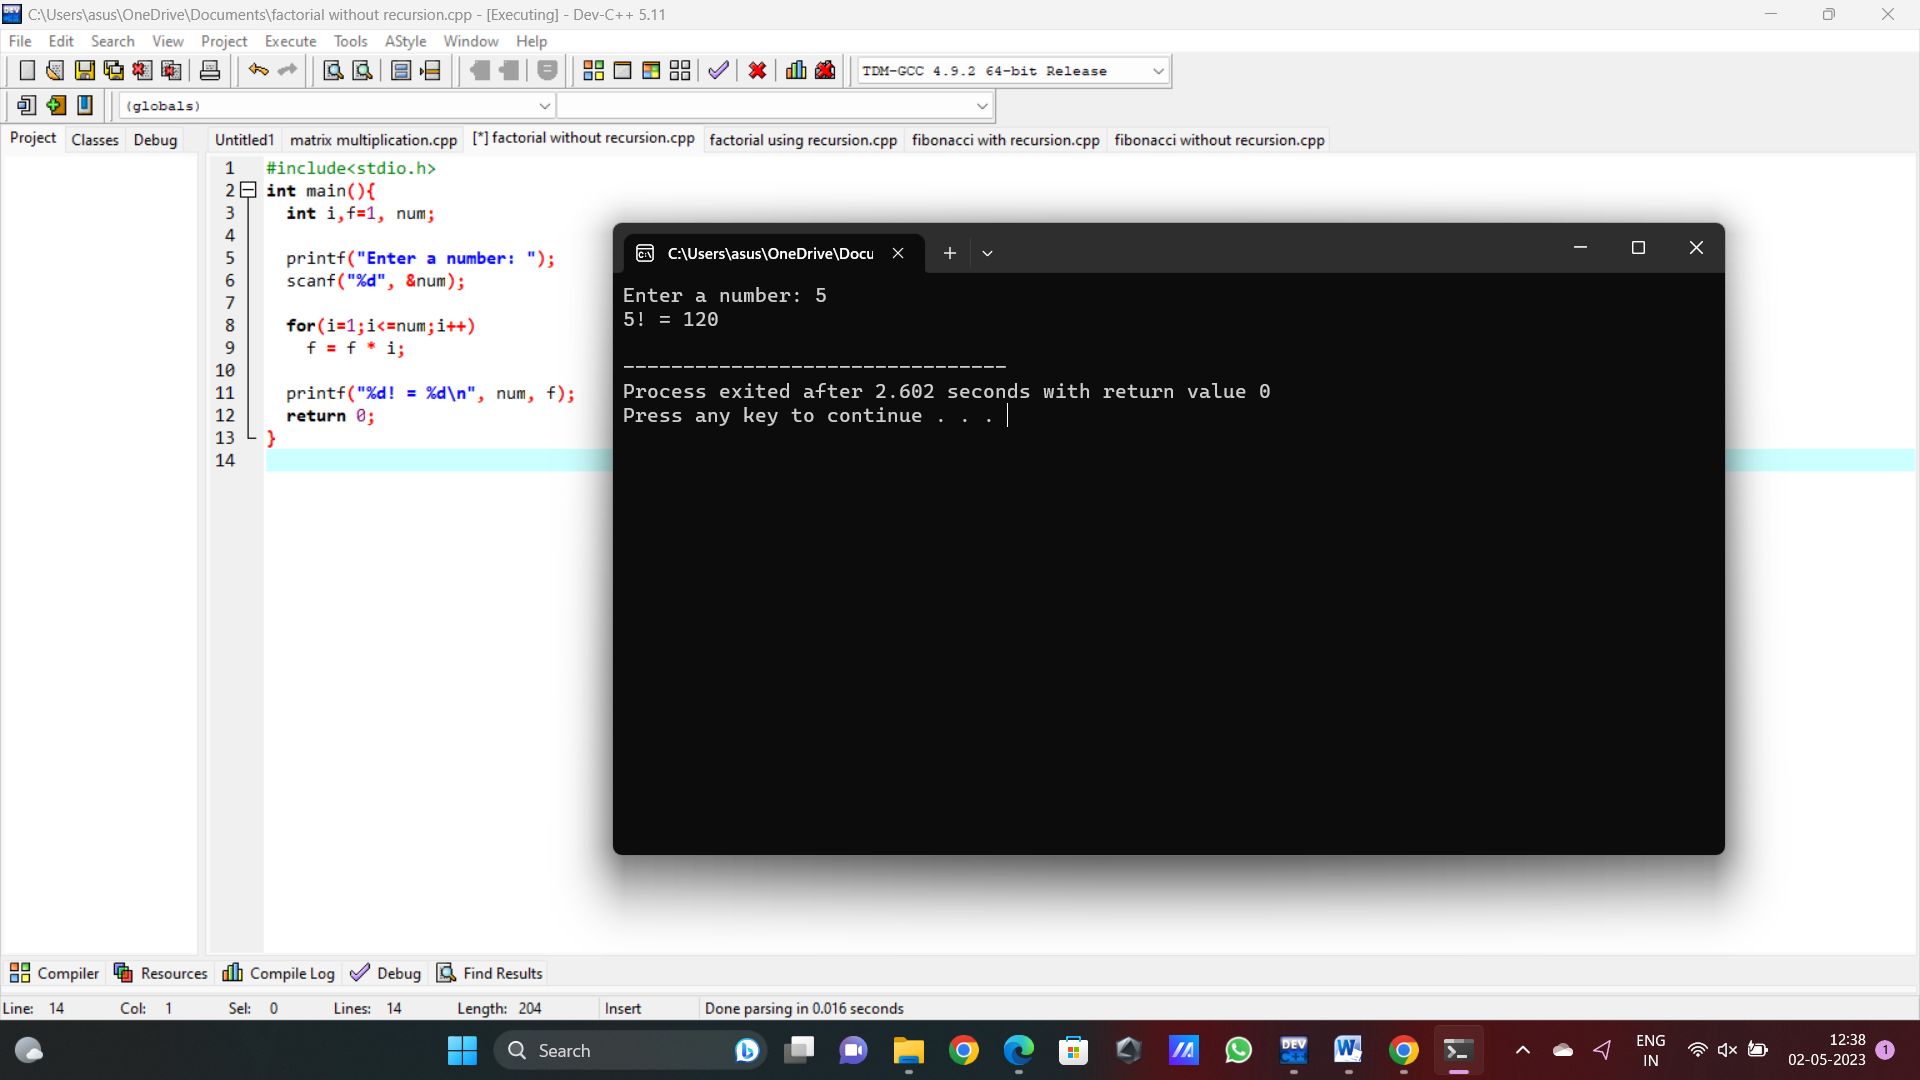 C:\Users\asus\OneDrive\Documents\factorial without recursion.cpp - [Executing] - Dev-C++ 5.11
File Edit Search View Project Execute Tools AStyle Window Help
TDM-GCC 4.9.2 64-bit Release
(globals)
Project Classes Debug
Untitled1 matrix multiplication.cpp [*] factorial without recursion.cpp factorial using recursion.cpp fibonacci with recursion.cpp fibonacci without recursion.cpp
1 #include<stdio.h>
2 int main(){
3 int i,f=1, num;
4
5 printf("Enter a number: ");
6 scanf("%d", &num);
7
8 for(i=1;i<=num;i++)
9 f = f * i;
10
11 printf("%d! = %d\n", num, f);
12 return 0;
13 }
14
C:\Users\asus\OneDrive\Docu
Enter a number: 5
5! = 120
--------------------------------
Process exited after 2.602 seconds with return value 0
Press any key to continue . . .
Compiler Resources Compile Log Debug Find Results
Line: 14 Col: 1 Sel: 0 Lines: 14 Length: 204 Insert Done parsing in 0.016 seconds
Search
DEV
C++
W
ENG
IN
12:38
02-05-2023
1